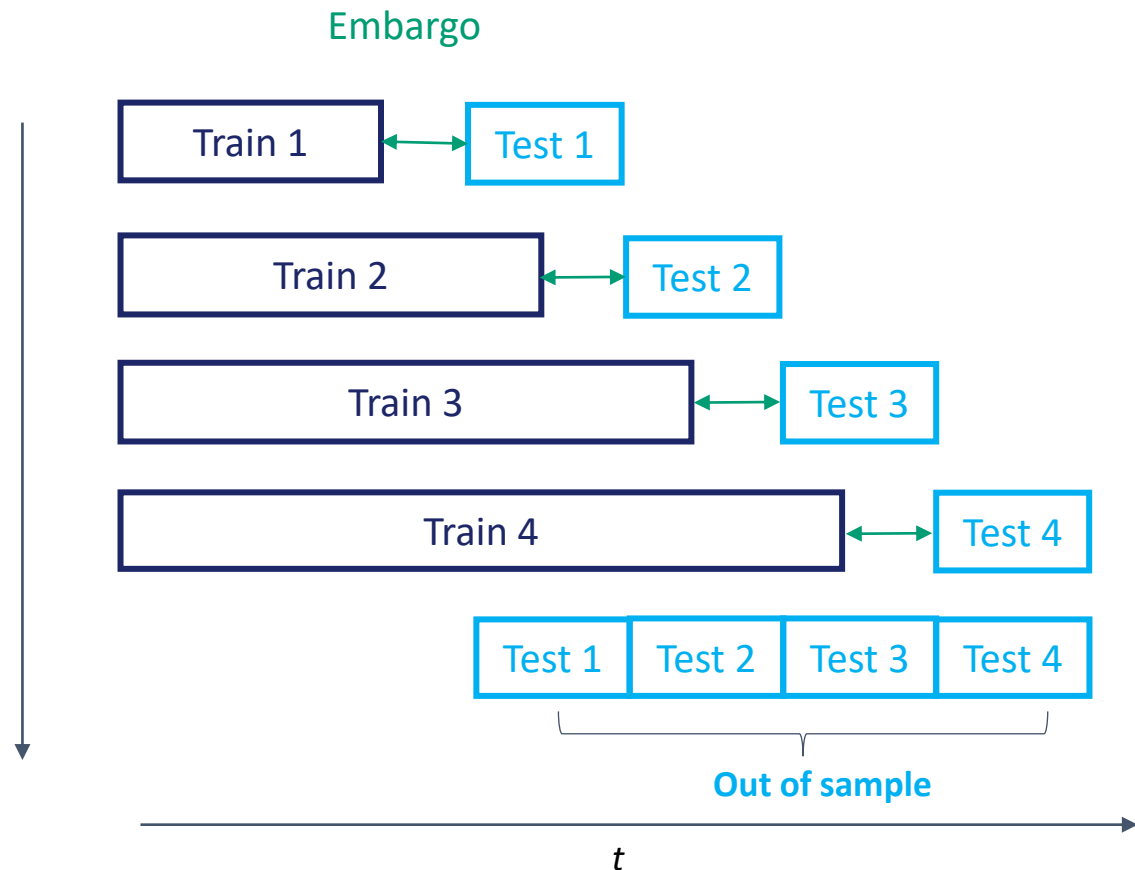 Embargo
Train 1
Test 1
Train 2
Test 2
Train 3
Test 3
Train 4
Test 4
Test 1 Test 2 Test 3 Test 4
Out of sample
t